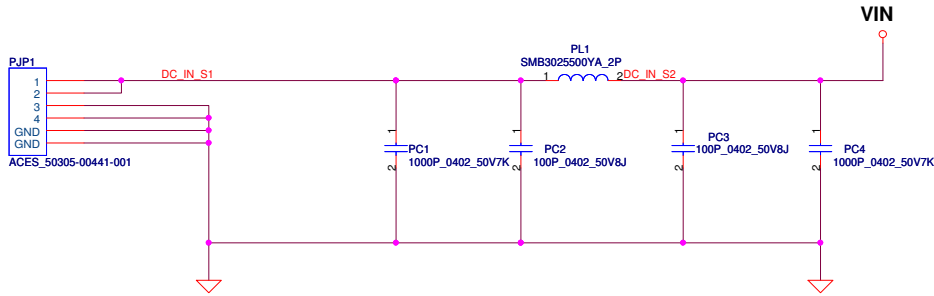 VIN
PJP1
1
2
3
4
GND
GND
ACES_50305-00441-001
DC_IN_S1
PL1
SMB3025500YA_2P
1
2
DC_IN_S2
1
2
PC1
1000P_0402_50V7K
1
2
PC2
100P_0402_50V8J
1
2
PC3
100P_0402_50V8J
1
2
PC4
1000P_0402_50V7K